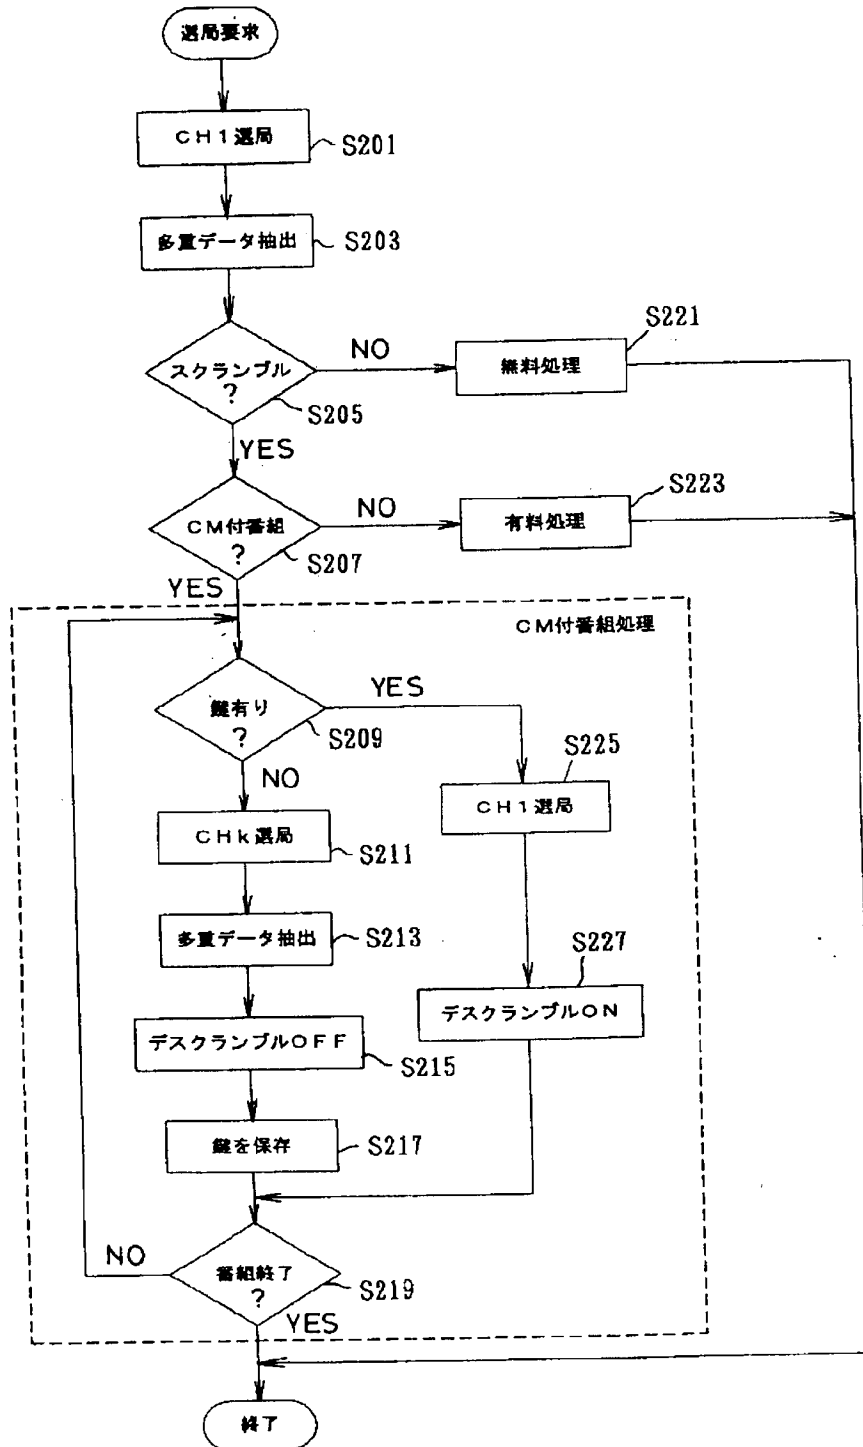 選局要求
CH1選局
S201
多重データ抽出
S203
スクランブル
?
S205
NO
YES
無料処理
S221
CM付番組
?
S207
NO
YES
有料処理
S223
CM付番組処理
鍵有り
?
S209
YES
NO
CHk選局
S211
CH1選局
S225
多重データ抽出
S213
デスクランブルON
S227
デスクランブルOFF
S215
鍵を保存
S217
番組終了
?
S219
NO
YES
終了